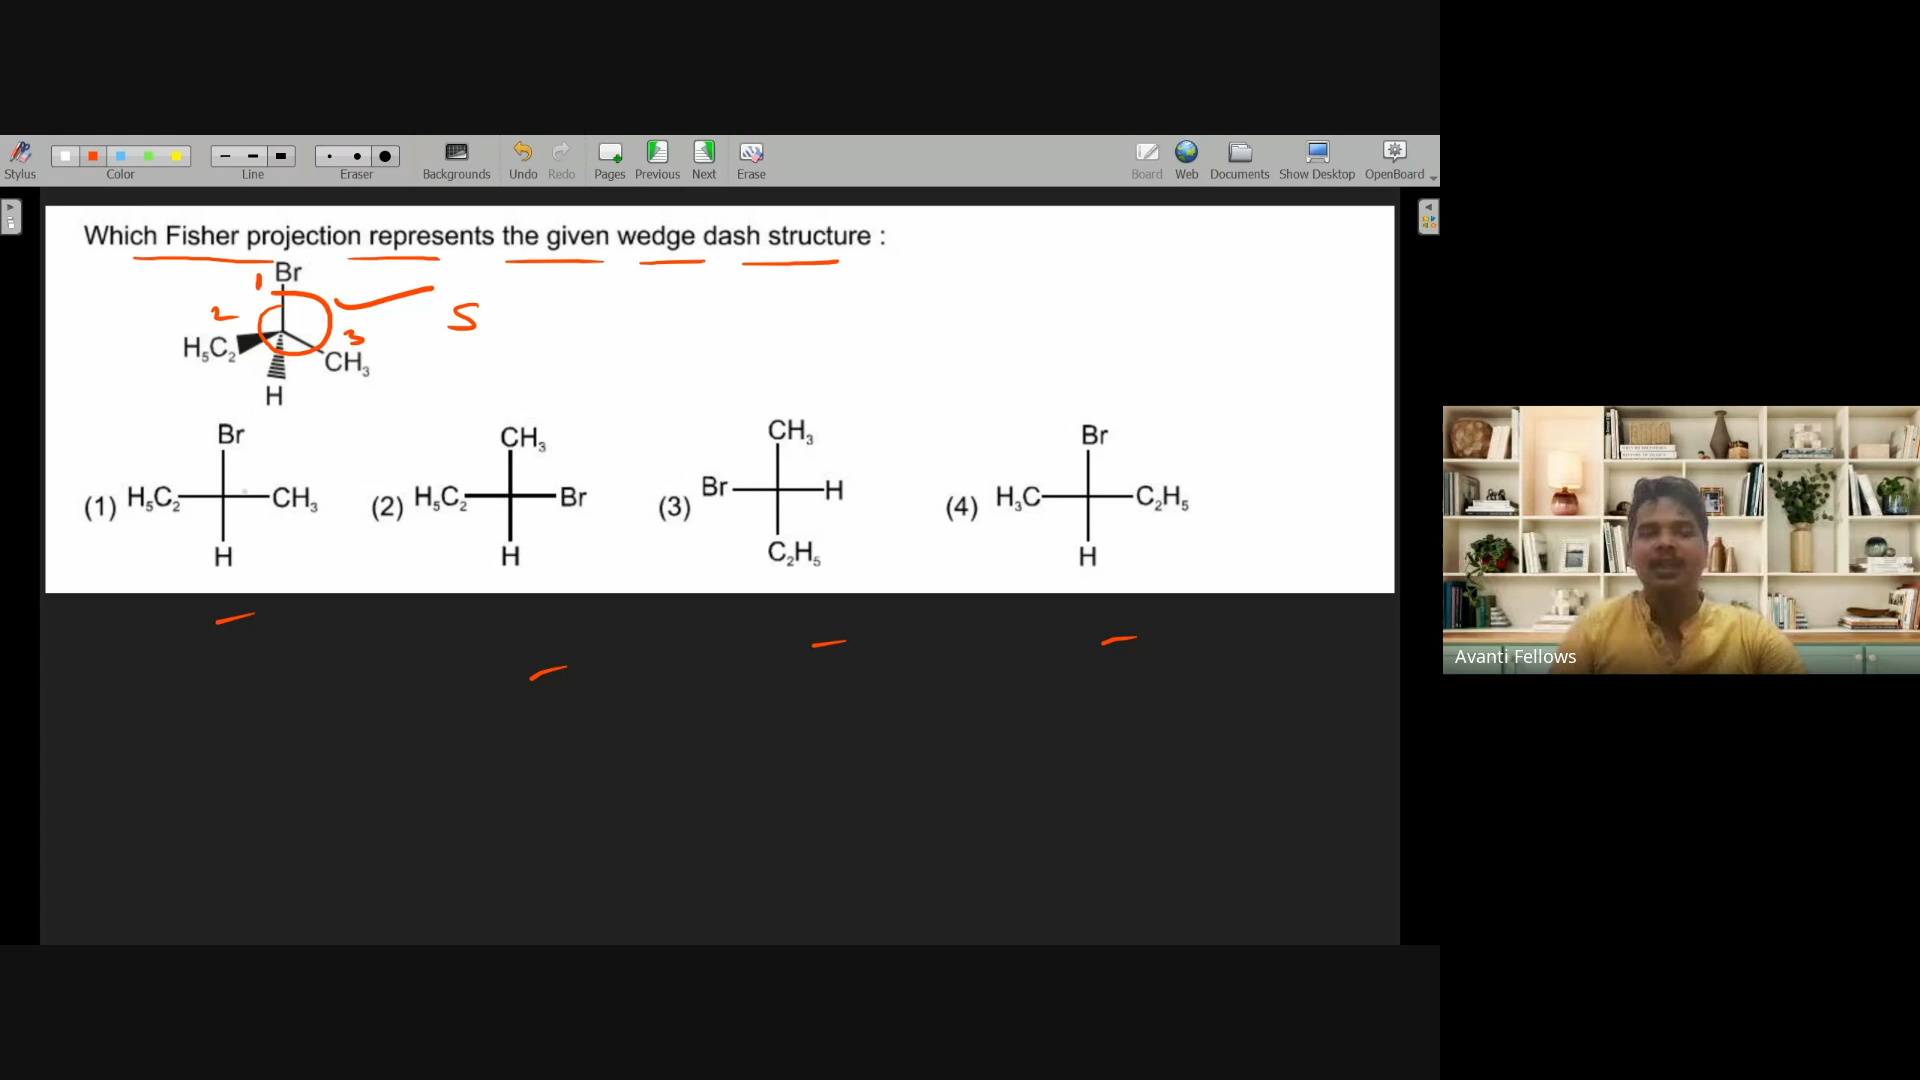 Stylus Color Line Eraser Backgrounds Undo Redo Pages Previous Next Erase Board Web Documents Show Desktop OpenBoard
Which Fisher projection represents the given wedge dash structure :
Br
1
2
S
3
H₅C₂
CH₃
H
(1) Br H₅C₂ CH₃ H
(2) CH₃ H₅C₂ Br H
(3) CH₃ Br H C₂H₅
(4) Br H₃C C₂H₅ H
Avanti Fellows